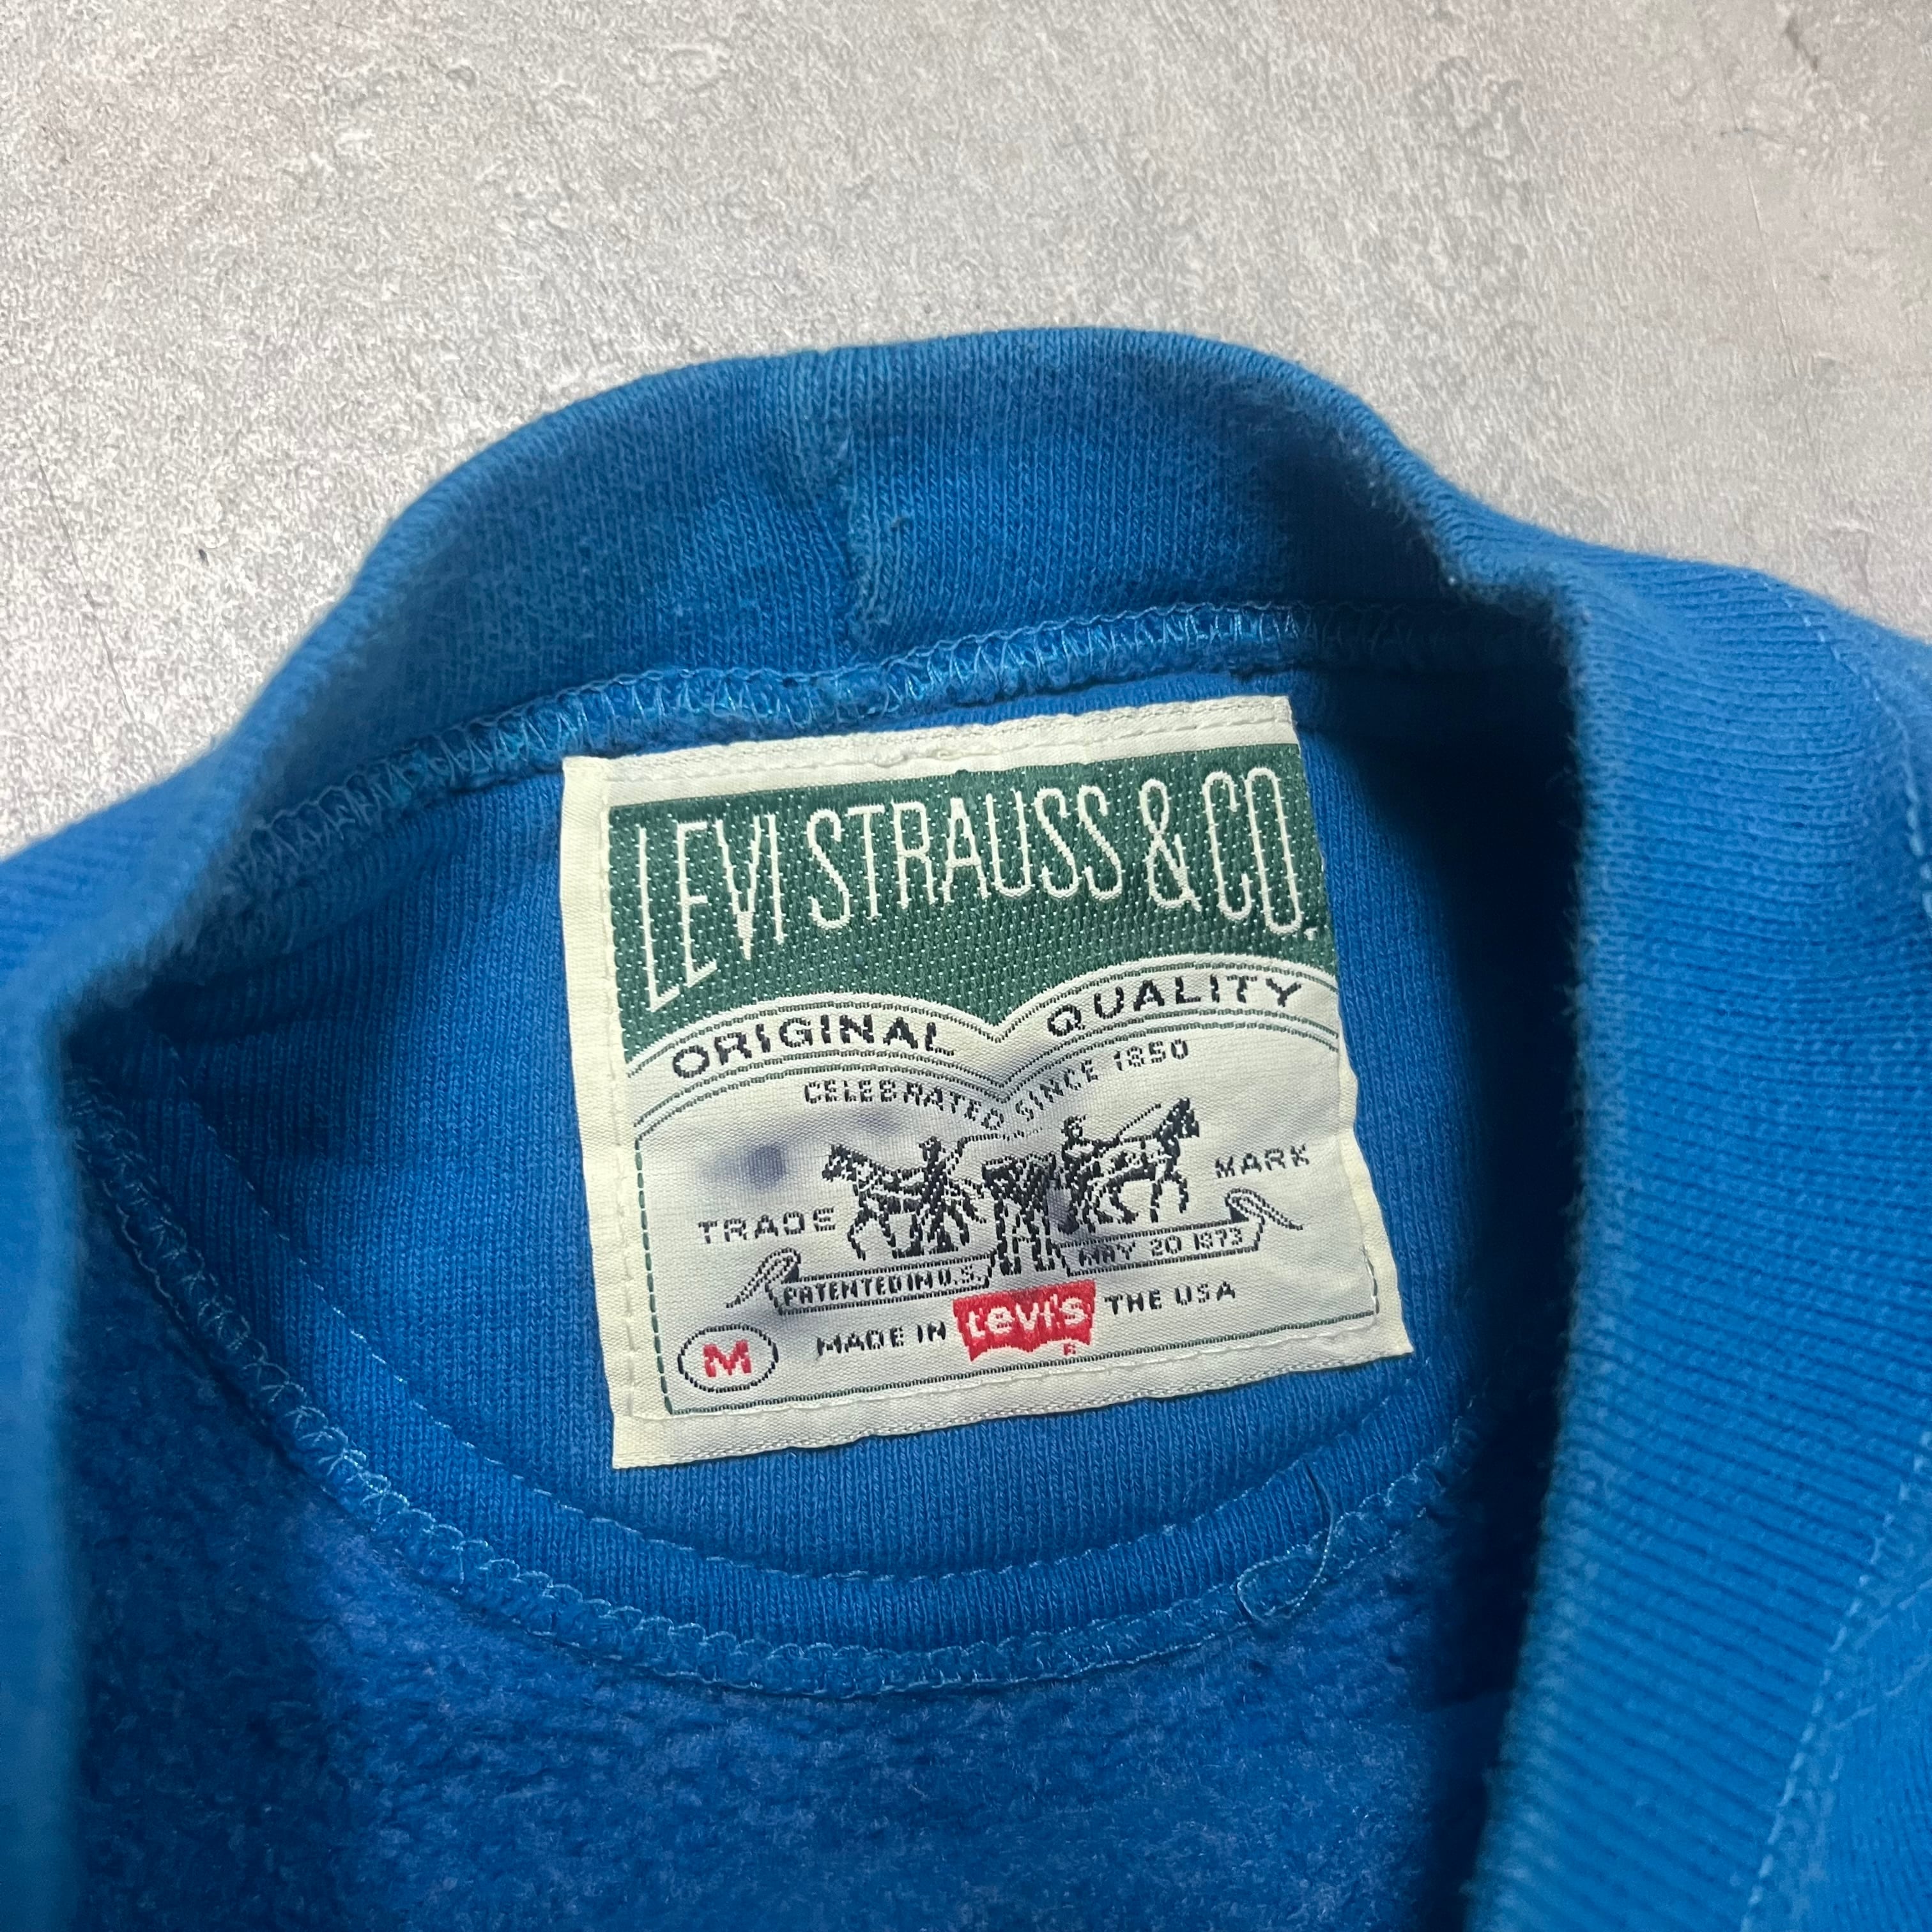 LEVI STRAUSS & CO.
ORIGINAL QUALITY
CELEBRATED SINCE 1850
TRADE MARK
PATENTED IN U.S. MAY 20 1873
MADE IN Levi's THE USA
R
M